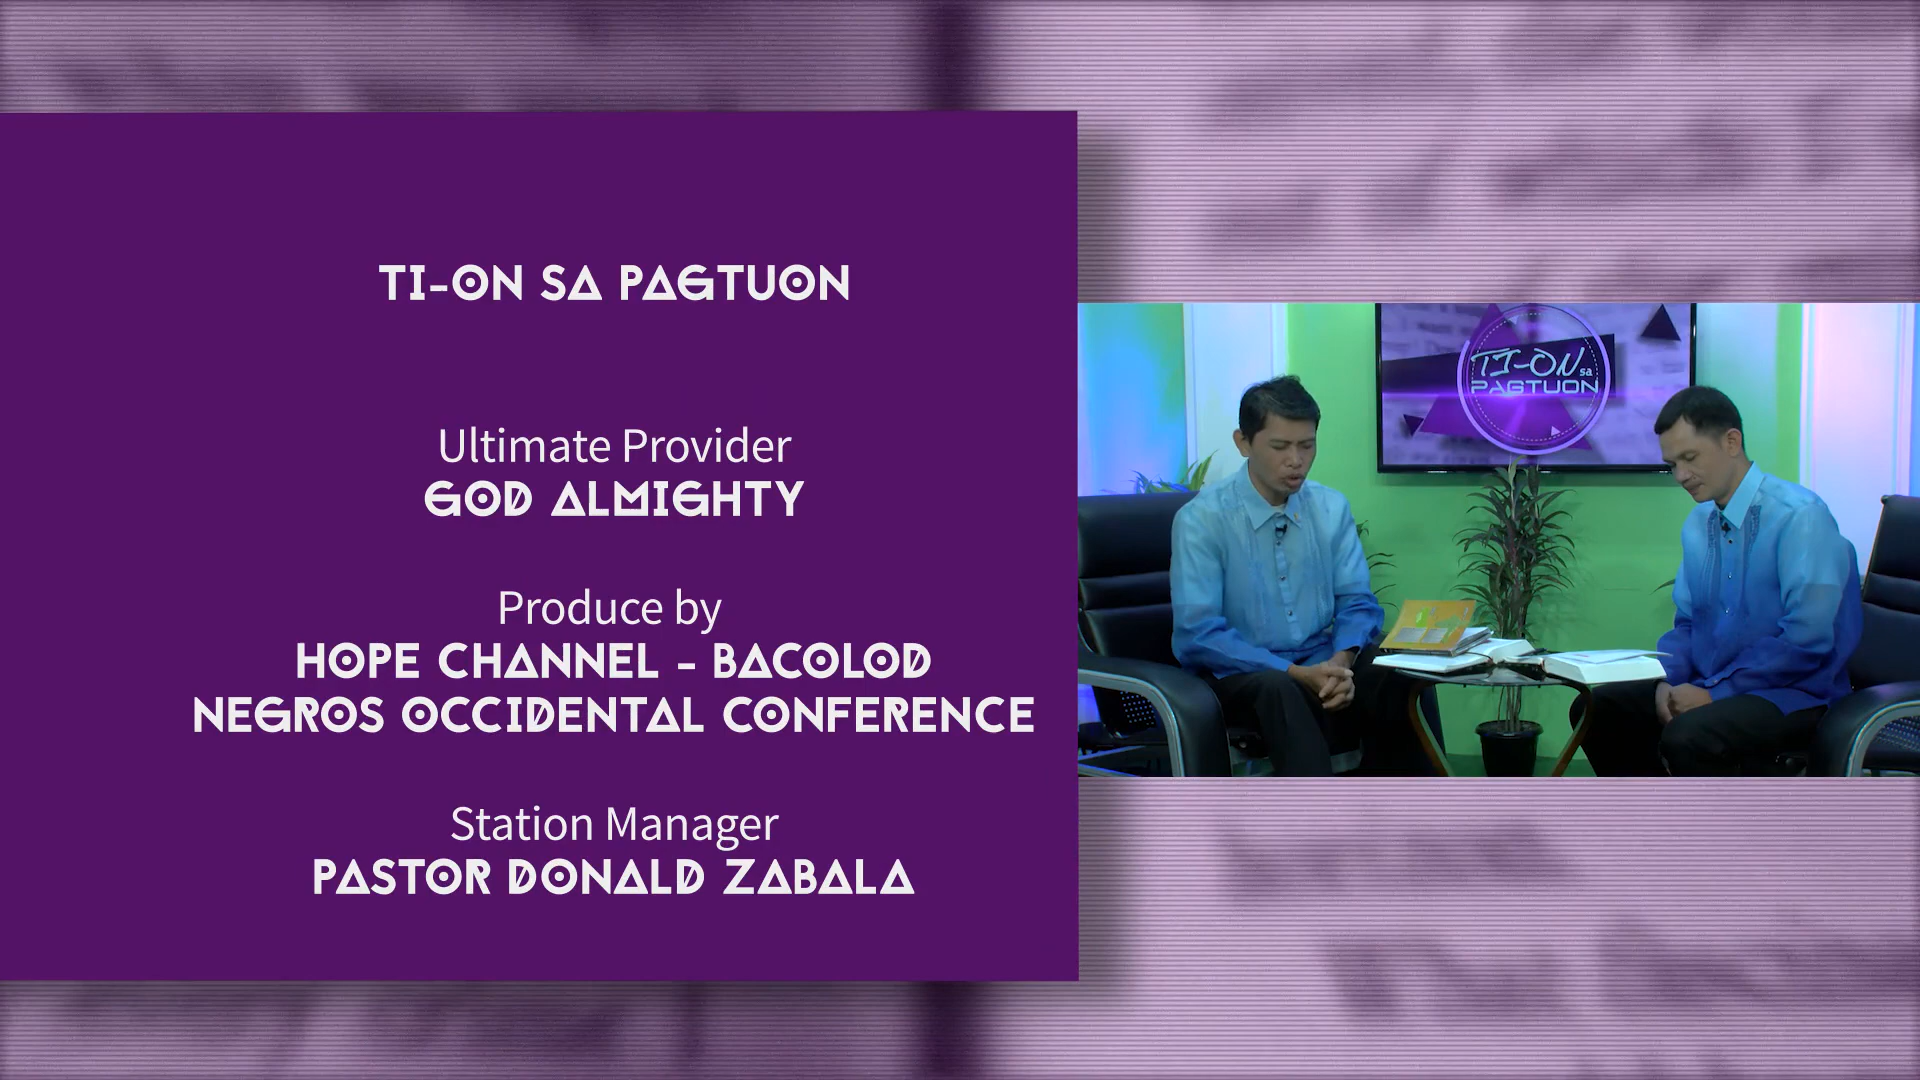 TI-ON SA PAGTUON
Ultimate Provider
GOD ALMIGHTY
Produce by
HOPE CHANNEL - BACOLOD
NEGROS OCCIDENTAL CONFERENCE
Station Manager
PASTOR DONALD ZABALA
TI-ON sa
PAGTUON